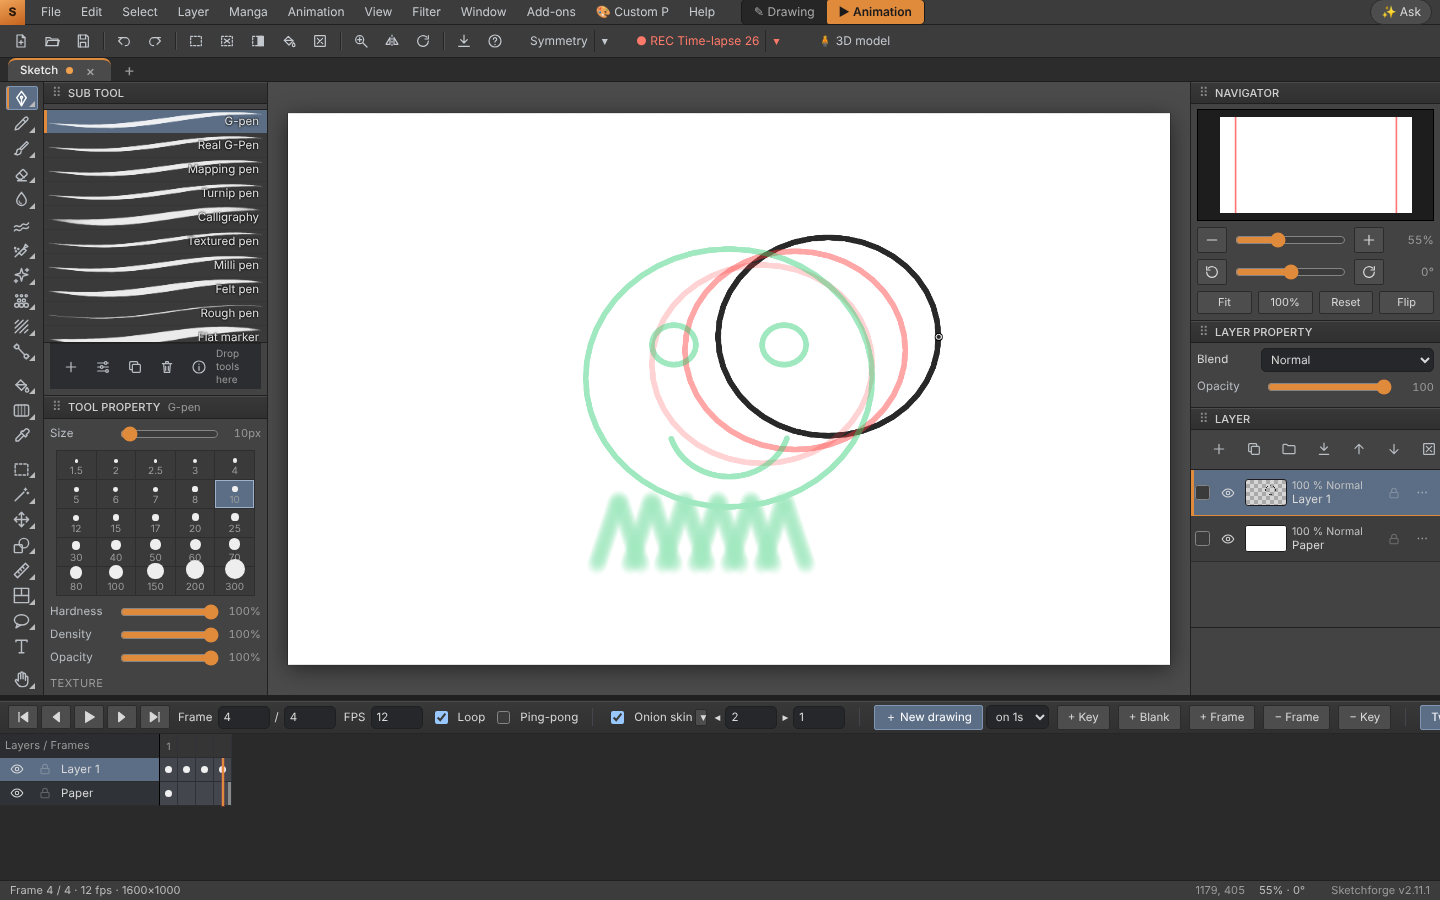 S File Edit Select Layer Manga Animation View Filter Window Add-ons 🎨 Custom P Help ✎ Drawing ▶ Animation ✨ Ask
Symmetry ▾ REC Time-lapse 26 ▾ 3D model
Sketch × +
SUB TOOL
G-pen
Real G-Pen
Mapping pen
Turnip pen
Calligraphy
Textured pen
Milli pen
Felt pen
Rough pen
Flat marker
Drop
tools
here
TOOL PROPERTY G-pen
Size 10px
1.5 2 2.5 3 4
5 6 7 8 10
12 15 17 20 25
30 40 50 60 70
80 100 150 200 300
Hardness 100%
Density 100%
Opacity 100%
TEXTURE
NAVIGATOR
55%
0°
Fit 100% Reset Flip
LAYER PROPERTY
Blend Normal
Opacity 100
LAYER
100 % Normal
Layer 1
100 % Normal
Paper
Frame 4 / 4 FPS 12 Loop Ping-pong Onion skin ▾ ◂ 2 ▸ 1 + New drawing on 1s + Key + Blank + Frame − Frame − Key Tw
Layers / Frames 1
Layer 1
Paper
Frame 4 / 4 · 12 fps · 1600×1000 1179, 405 55% · 0° Sketchforge v2.11.1